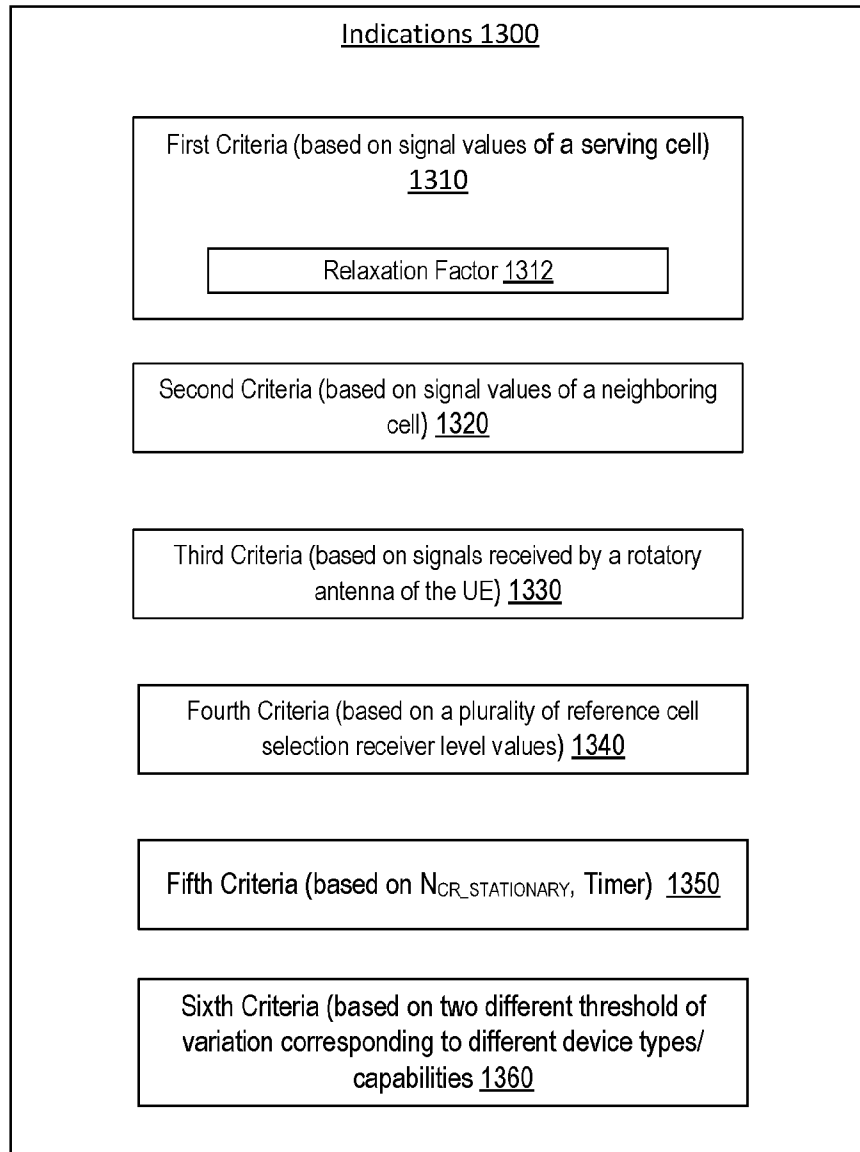 Indications 1300
First Criteria (based on signal values of a serving cell)
1310
Relaxation Factor 1312
Second Criteria (based on signal values of a neighboring
cell) 1320
Third Criteria (based on signals received by a rotatory
antenna of the UE) 1330
Fourth Criteria (based on a plurality of reference cell
selection receiver level values) 1340
Fifth Criteria (based on NCR_STATIONARY, Timer) 1350
Sixth Criteria (based on two different threshold of
variation corresponding to different device types/
capabilities 1360